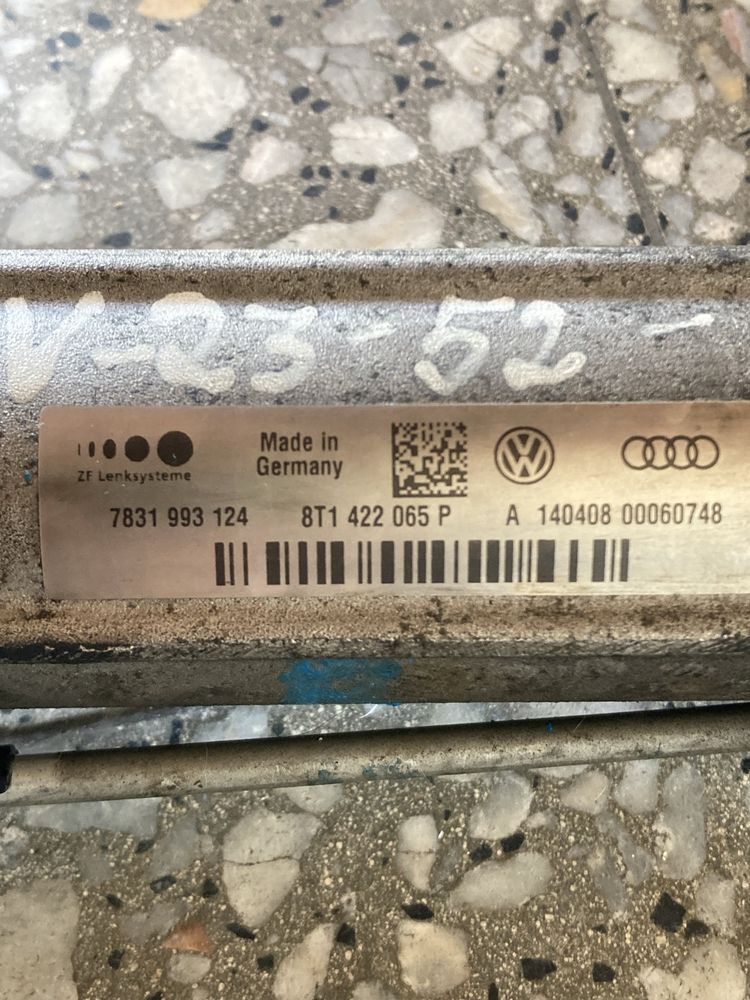 V-23-52-
Made in
Germany
ZF Lenksysteme
7831 993 124 8T1 422 065 P A 140408 00060748